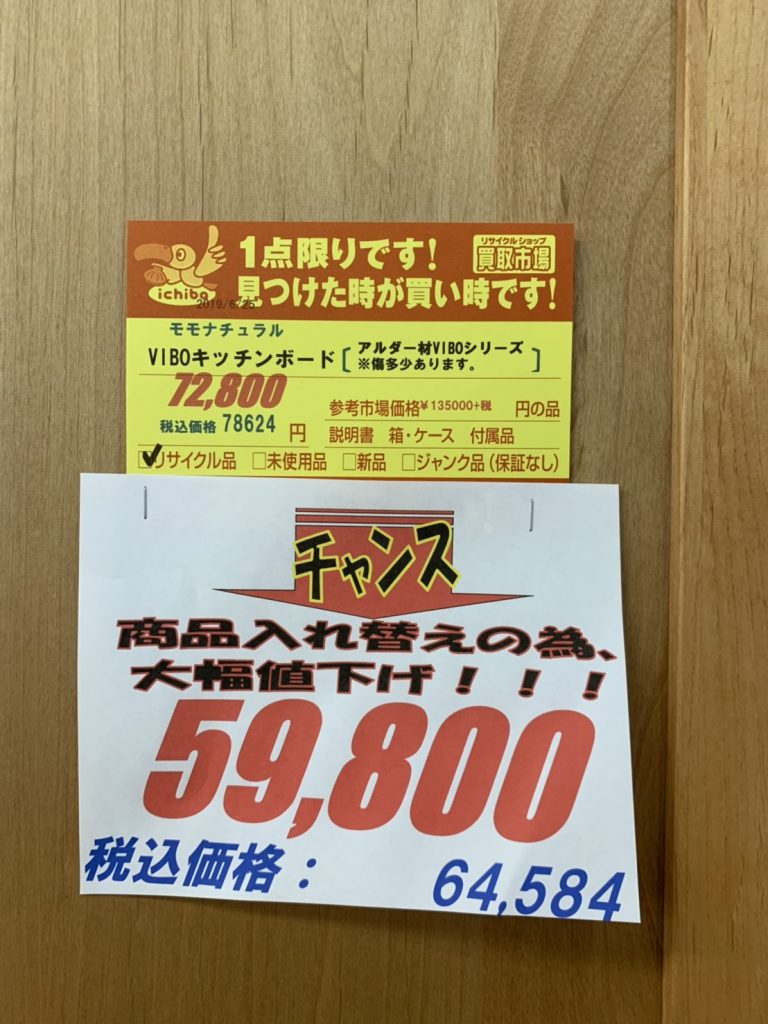 1点限りです!
リサイクルショップ
買取市場
見つけた時が買い時です!
ichiba
2019/6/25
モモナチュラル
VIBOキッチンボード[アルダー材VIBOシリーズ
※傷多少あります。]
72,800
参考市場価格¥135000+税 円の品
税込価格 78624 円
説明書 箱・ケース 付属品
リサイクル品 □未使用品 □新品 □ジャンク品(保証なし)
チャンス
商品入れ替えの為、
大幅値下げ!!!
59,800
税込価格: 64,584